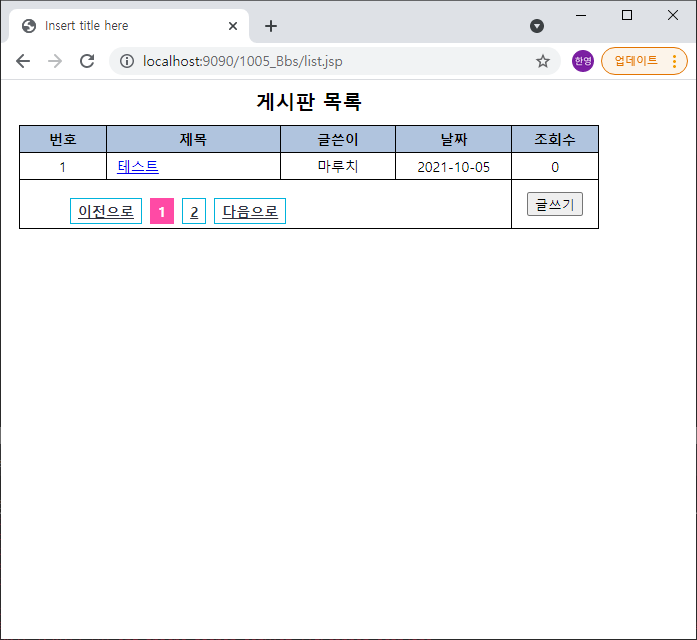 Insert title here
localhost:9090/1005_Bbs/list.jsp
한영
업데이트
게시판 목록
번호 제목 글쓴이 날짜 조회수
1 테스트 마루치 2021-10-05 0
이전으로 1 2 다음으로 글쓰기